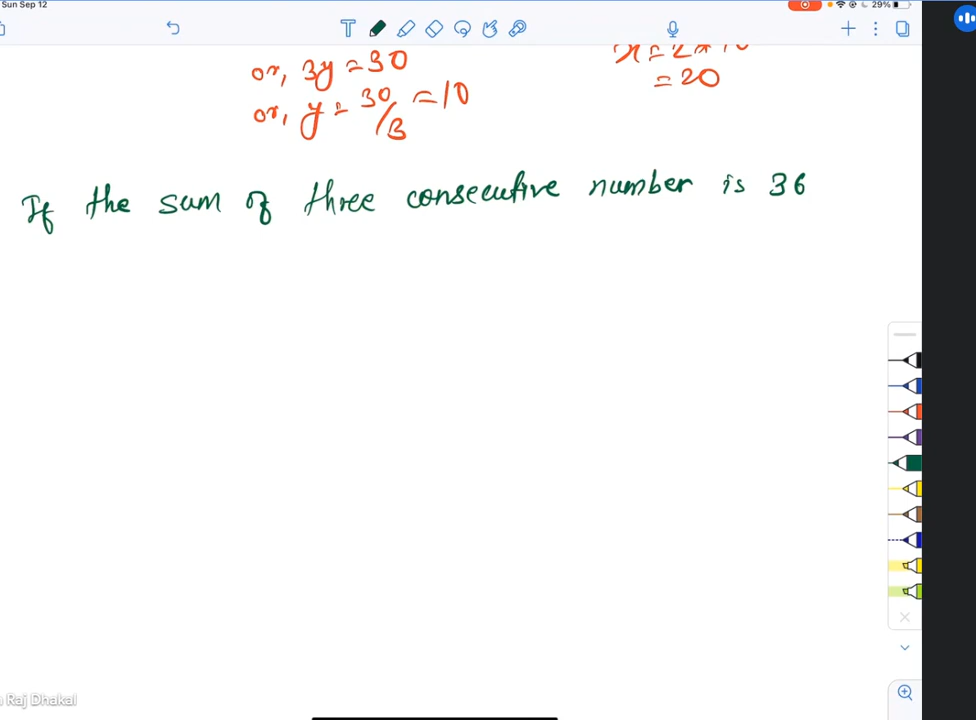 Sun Sep 12
29%
or, 3y = 30
= 20
or, y = 30/3 = 10
If the sum of three consecutive number is 36
Raj Dhakal